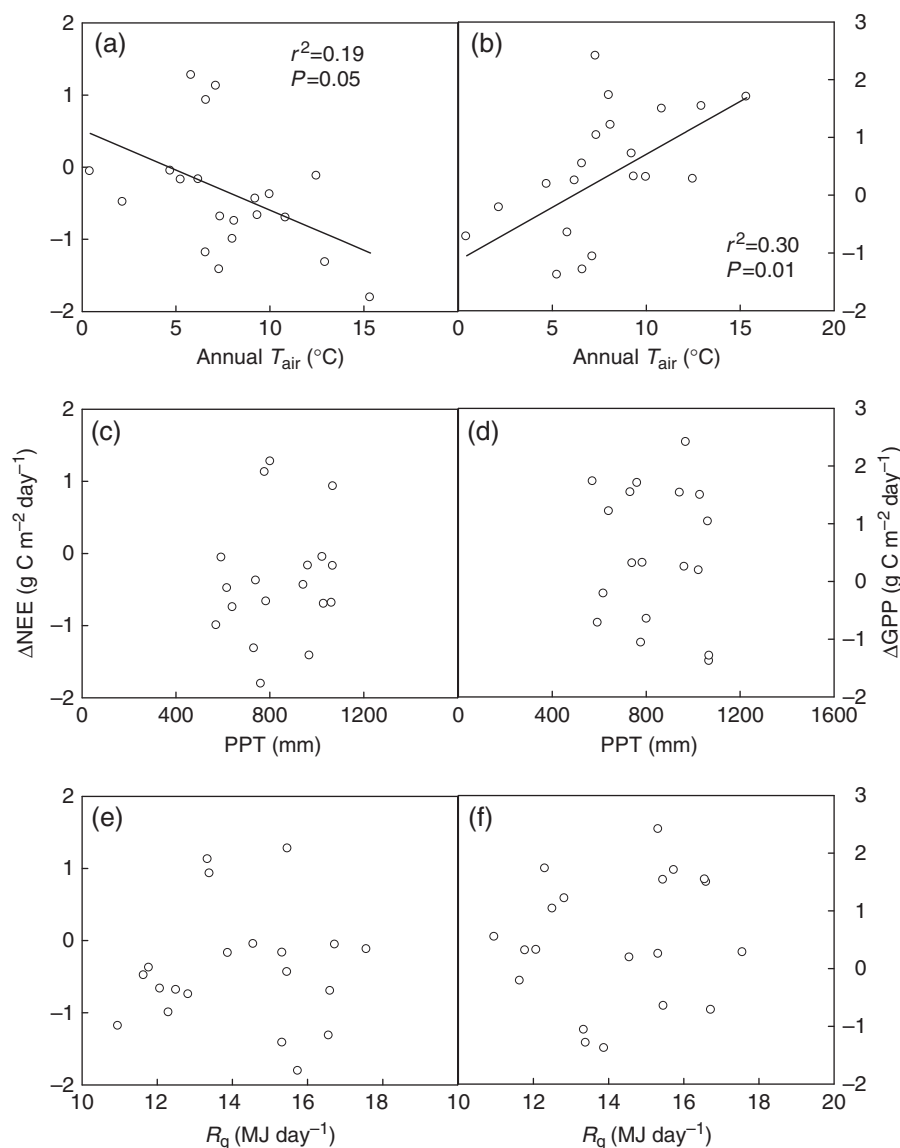 2
3
(a)
r²=0.19
P=0.05
(b)
1
2
0
1
−1
0
r²=0.30
P=0.01
−1
−2
−2
0 5 10 15
0 5 10 15 20
Annual Tair (°C)
Annual Tair (°C)
2
3
(c)
(d)
1
2
0
1
−1
0
−1
−2
−2
ΔNEE (g C m⁻² day⁻¹)
ΔGPP (g C m⁻² day⁻¹)
0 400 800 1200
0 400 800 1200 1600
PPT (mm)
PPT (mm)
2
3
(e)
(f)
1
2
0
1
−1
0
−1
−2
−2
10 12 14 16 18
10 12 14 16 18 20
Rg (MJ day⁻¹)
Rg (MJ day⁻¹)